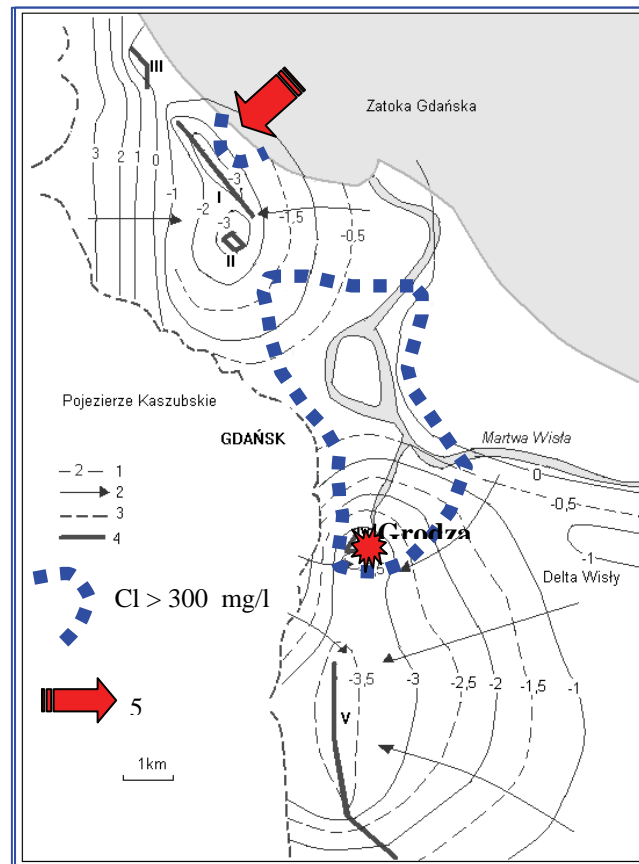 III
Zatoka Gdańska
3 2 1 0
-1
-3
I
-2
-1,5
-3
-0,5
II
Pojezierze Kaszubskie
GDAŃSK
Martwa Wisła
0
-0,5
-1
— 2 — 1
2
3
4
Grodza
Delta Wisły
Cl > 300 mg/l
-3,5 -3 -2,5 -2 -1,5 -1
V
5
1km